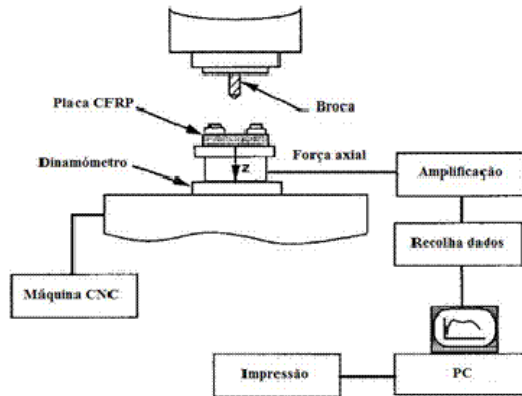 Placa CFRP
Broca
Dinamómetro
Força axial
Z
Amplificação
Recolha dados
Máquina CNC
Impressão
PC